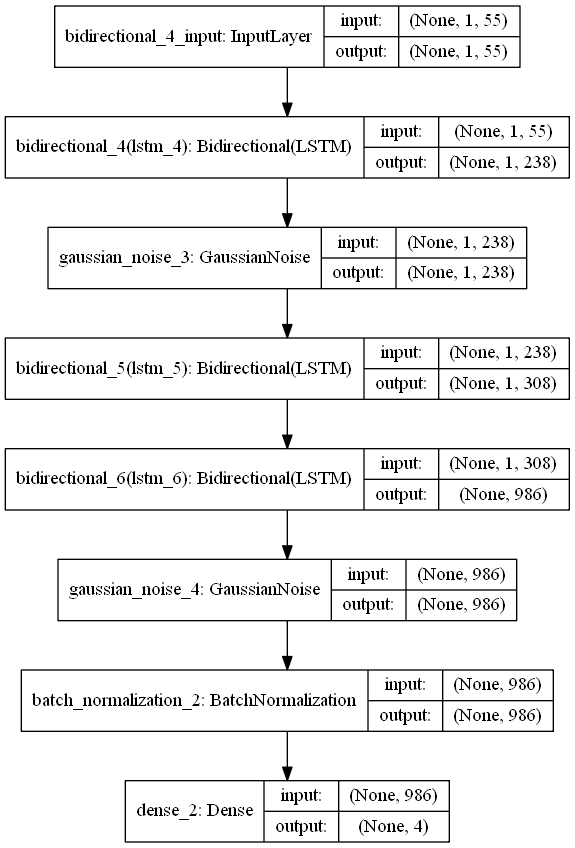 bidirectional_4_input: InputLayer
input: (None, 1, 55)
output: (None, 1, 55)
bidirectional_4(lstm_4): Bidirectional(LSTM)
input: (None, 1, 55)
output: (None, 1, 238)
gaussian_noise_3: GaussianNoise
input: (None, 1, 238)
output: (None, 1, 238)
bidirectional_5(lstm_5): Bidirectional(LSTM)
input: (None, 1, 238)
output: (None, 1, 308)
bidirectional_6(lstm_6): Bidirectional(LSTM)
input: (None, 1, 308)
output: (None, 986)
gaussian_noise_4: GaussianNoise
input: (None, 986)
output: (None, 986)
batch_normalization_2: BatchNormalization
input: (None, 986)
output: (None, 986)
dense_2: Dense
input: (None, 986)
output: (None, 4)